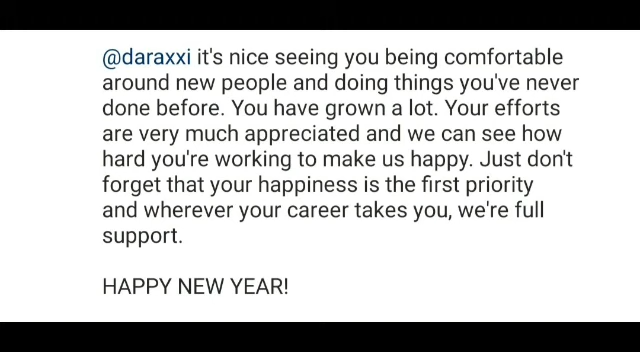 @daraxxi it's nice seeing you being comfortable
around new people and doing things you've never
done before. You have grown a lot. Your efforts
are very much appreciated and we can see how
hard you're working to make us happy. Just don't
forget that your happiness is the first priority
and wherever your career takes you, we're full
support.
HAPPY NEW YEAR!